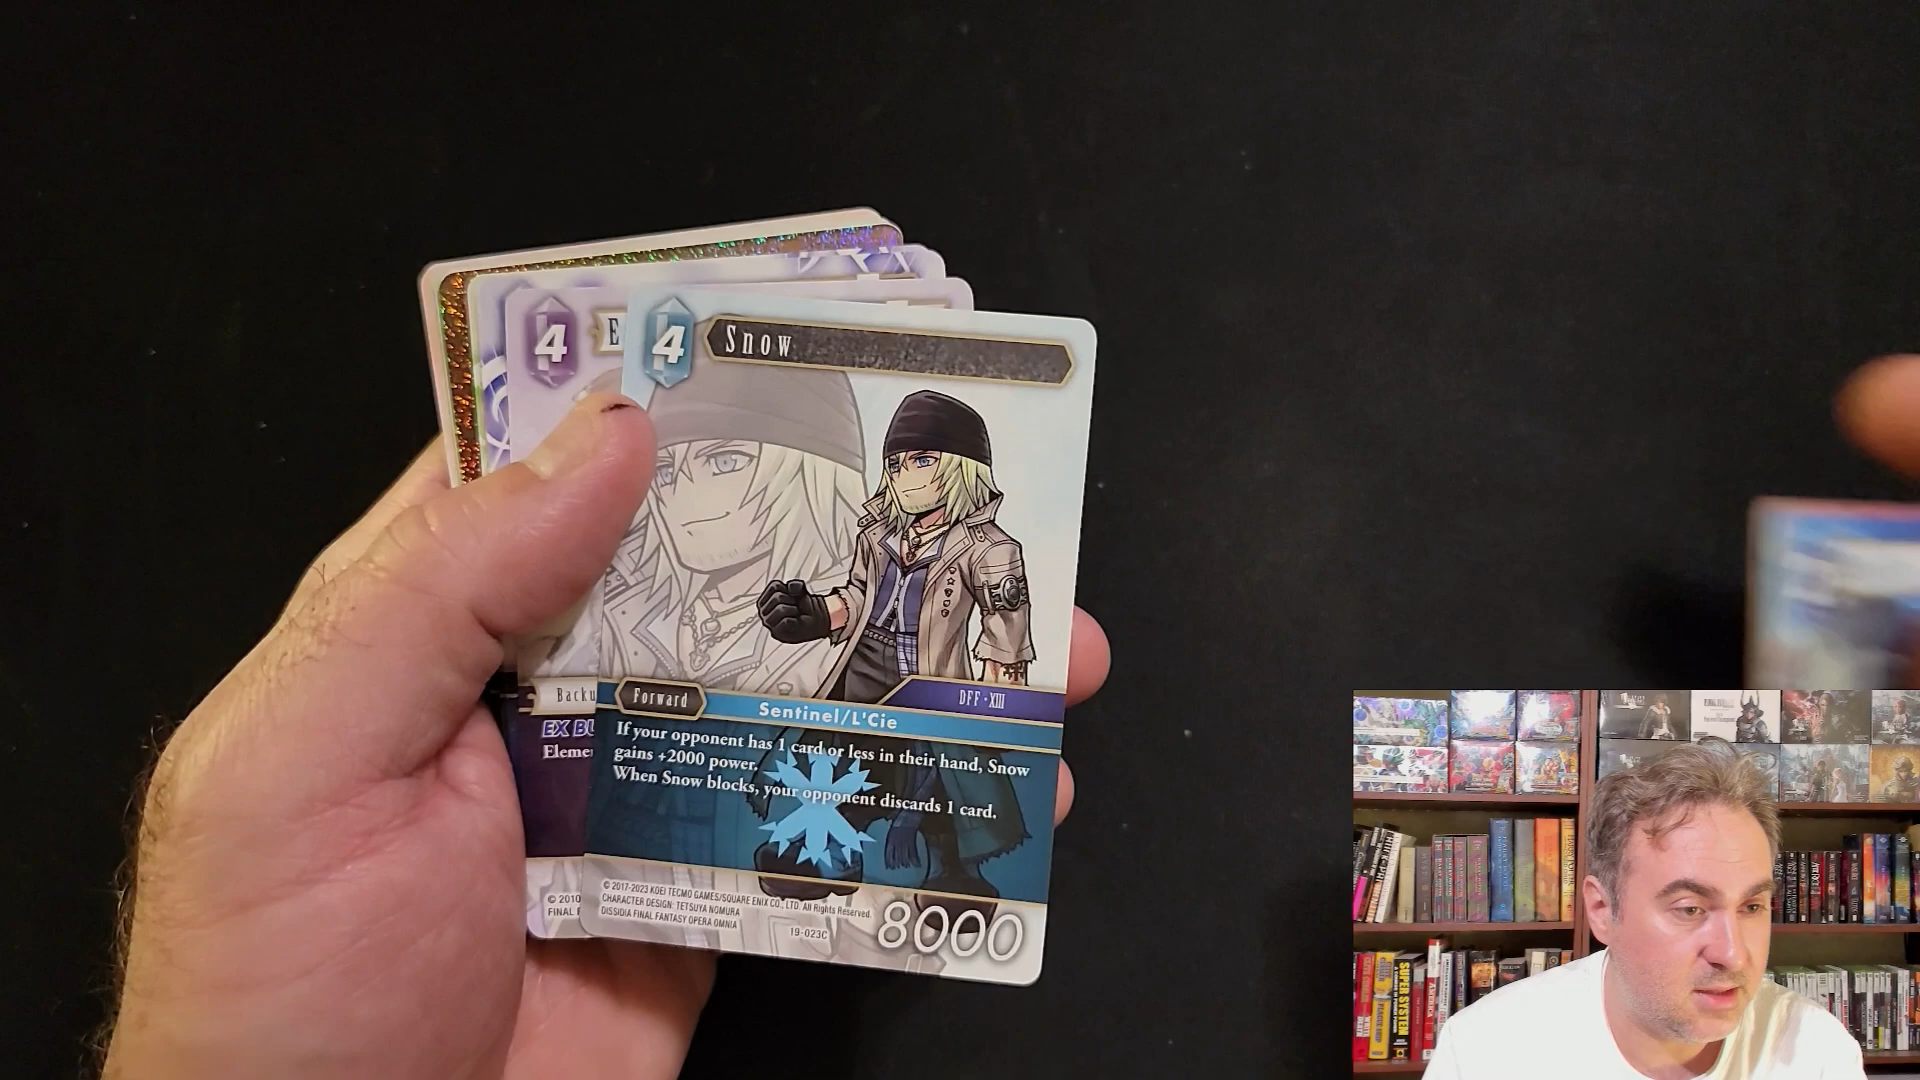 4
E
4
Snow
Backu
Forward
Sentinel/L'Cie
DFF · XIII
EX BU
Eleme
If your opponent has 1 card or less in their hand, Snow
gains +2000 power.
When Snow blocks, your opponent discards 1 card.
© 2010
FINAL F
© 2017-2023 KOEI TECMO GAMES/SQUARE ENIX CO., LTD. All Rights Reserved.
CHARACTER DESIGN: TETSUYA NOMURA
DISSIDIA FINAL FANTASY OPERA OMNIA
19-023C
8000
SUPER SYSTEM